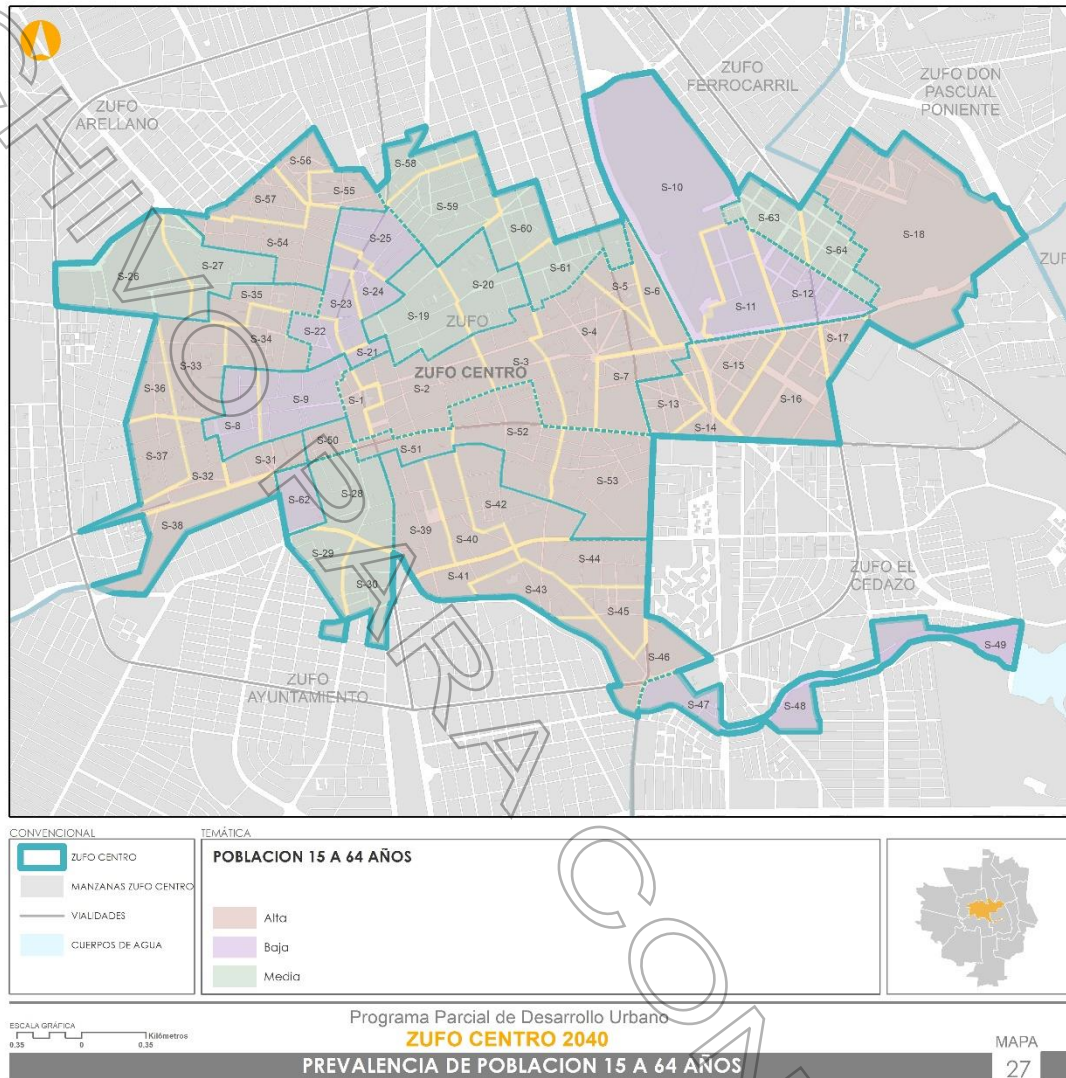 ZUFO
FERROCARRIL
ZUFO DON
PASCUAL
PONIENTE
ZUFO
ARELLANO
S-56
S-58
S-55
S-57
S-10
S-59
S-63
S-60
S-25
S-18
S-54
S-64
S-27
S-26
S-61
ZUF
S-20
S-5
S-6
S-24
S-12
S-35
S-23
S-11
S-19
ZUFO
S-22
S-4
S-34
S-17
S-21
S-33
S-3
S-15
ZUFO CENTRO
S-7
S-36
S-2
S-9
S-1
S-16
S-13
S-8
S-14
S-52
S-50
S-51
S-37
S-31
S-32
S-53
S-62
S-28
S-42
S-38
S-39
S-40
S-29
S-44
ZUFO EL
CEDAZO
S-41
S-30
S-43
S-45
S-49
S-46
ZUFO
AYUNTAMIENTO
S-47
S-48
CONVENCIONAL
ZUFO CENTRO
MANZANAS ZUFO CENTRO
VIALIDADES
CUERPOS DE AGUA
TEMÁTICA
POBLACION 15 A 64 AÑOS
Alta
Baja
Media
ESCALA GRÁFICA
Kilómetros
0.35 0 0.35
Programa Parcial de Desarrollo Urbano
ZUFO CENTRO 2040
PREVALENCIA DE POBLACION 15 A 64 AÑOS
MAPA
27
CHIVO PARA CON